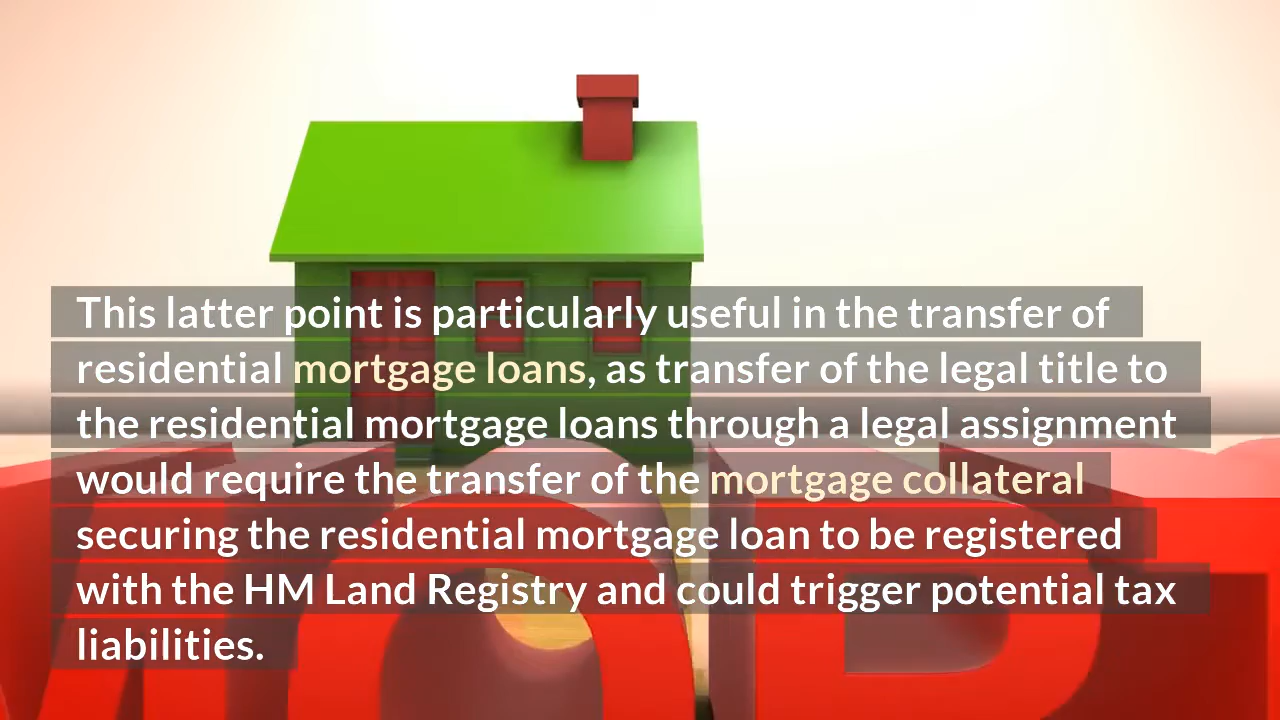 This latter point is particularly useful in the transfer of
residential mortgage loans, as transfer of the legal title to
the residential mortgage loans through a legal assignment
would require the transfer of the mortgage collateral
securing the residential mortgage loan to be registered
with the HM Land Registry and could trigger potential tax
liabilities.
MORT